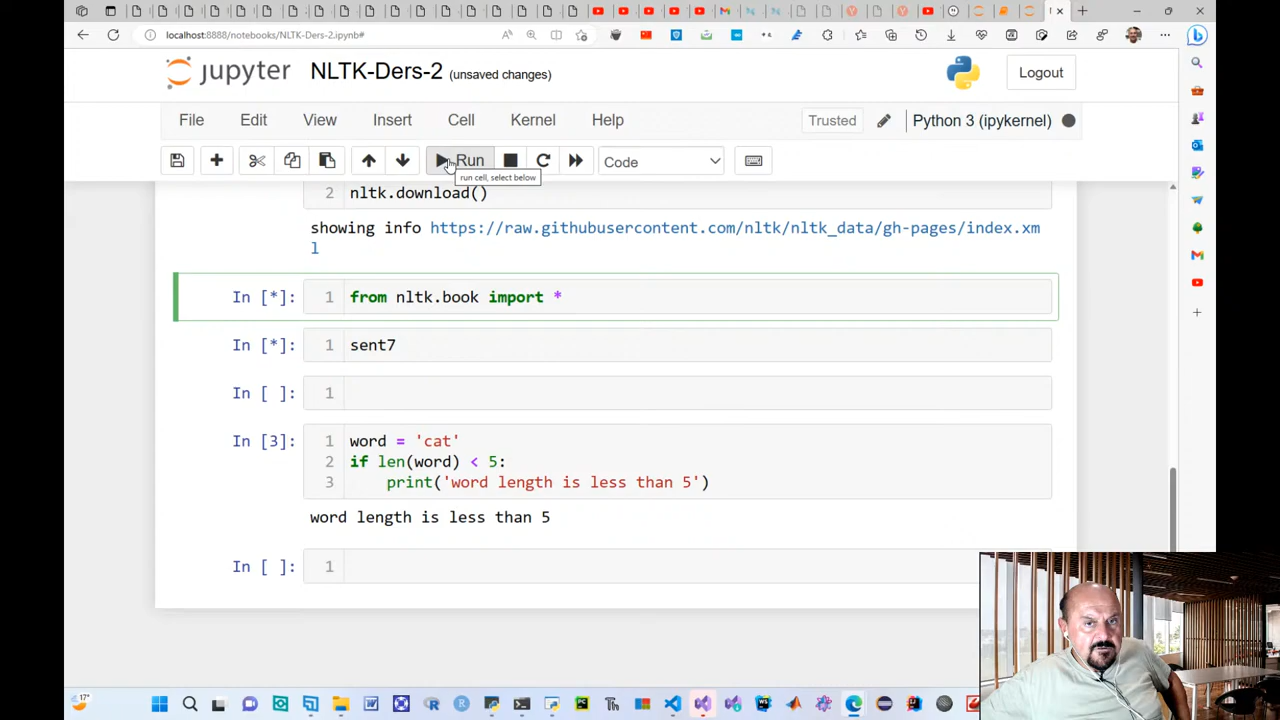 localhost:8888/notebooks/NLTK-Ders-2.ipynb#
jupyter NLTK-Ders-2 (unsaved changes)
Logout
File Edit View Insert Cell Kernel Help
Trusted
Python 3 (ipykernel)
Run
Code
run cell, select below
2 nltk.download()
showing info https://raw.githubusercontent.com/nltk/nltk_data/gh-pages/index.xm
l
In [*]: 1 from nltk.book import *
In [*]: 1 sent7
In [ ]: 1
In [3]: 1 word = 'cat'
2 if len(word) < 5:
3 print('word length is less than 5')
word length is less than 5
In [ ]: 1
17°